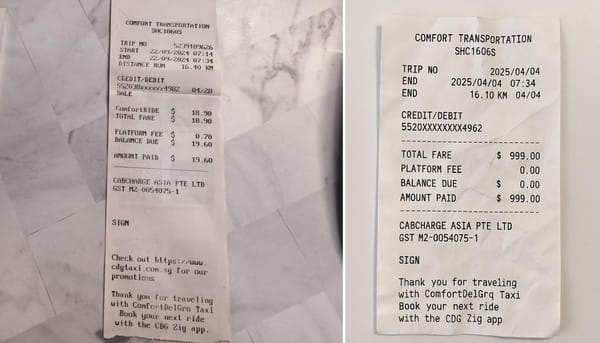 COMFORT TRANSPORTATION
SHC1606S
TRIP NO 5239109626
START 22/09/2024 07:14
END 22/09/2024 07:34
DISTANCE RUN 16.40 KM
CREDIT/DEBIT
552038xxxxxx4982 04/28
SALE
ComfortRIDE $ 18.90
TOTAL FARE $ 18.90
PLATFORM FEE $ 0.70
BALANCE DUE $ 19.60
AMOUNT PAID $ 19.60
CABCHARGE ASIA PTE LTD
GST M2-0054075-1
SIGN
Check out https://www.
cdgtaxi.com.sg for our
promotions
Thank you for traveling
with ComfortDelGro Taxi
Book your next ride
with the CDG Zig app.
COMFORT TRANSPORTATION
SHC1606S
TRIP NO 2025/04/04
END 2025/04/04 07:34
END 16.10 KM 04/04
CREDIT/DEBIT
5520XXXXXXXX4962
TOTAL FARE $ 999.00
PLATFORM FEE 0.00
BALANCE DUE $ 0.00
AMOUNT PAID $ 999.00
CABCHARGE ASIA PTE LTD
GST M2-0054075-1
SIGN
Thank you for traveling
with ComfortDelGrq Taxi
Book your next ride
with the CDG Zig app